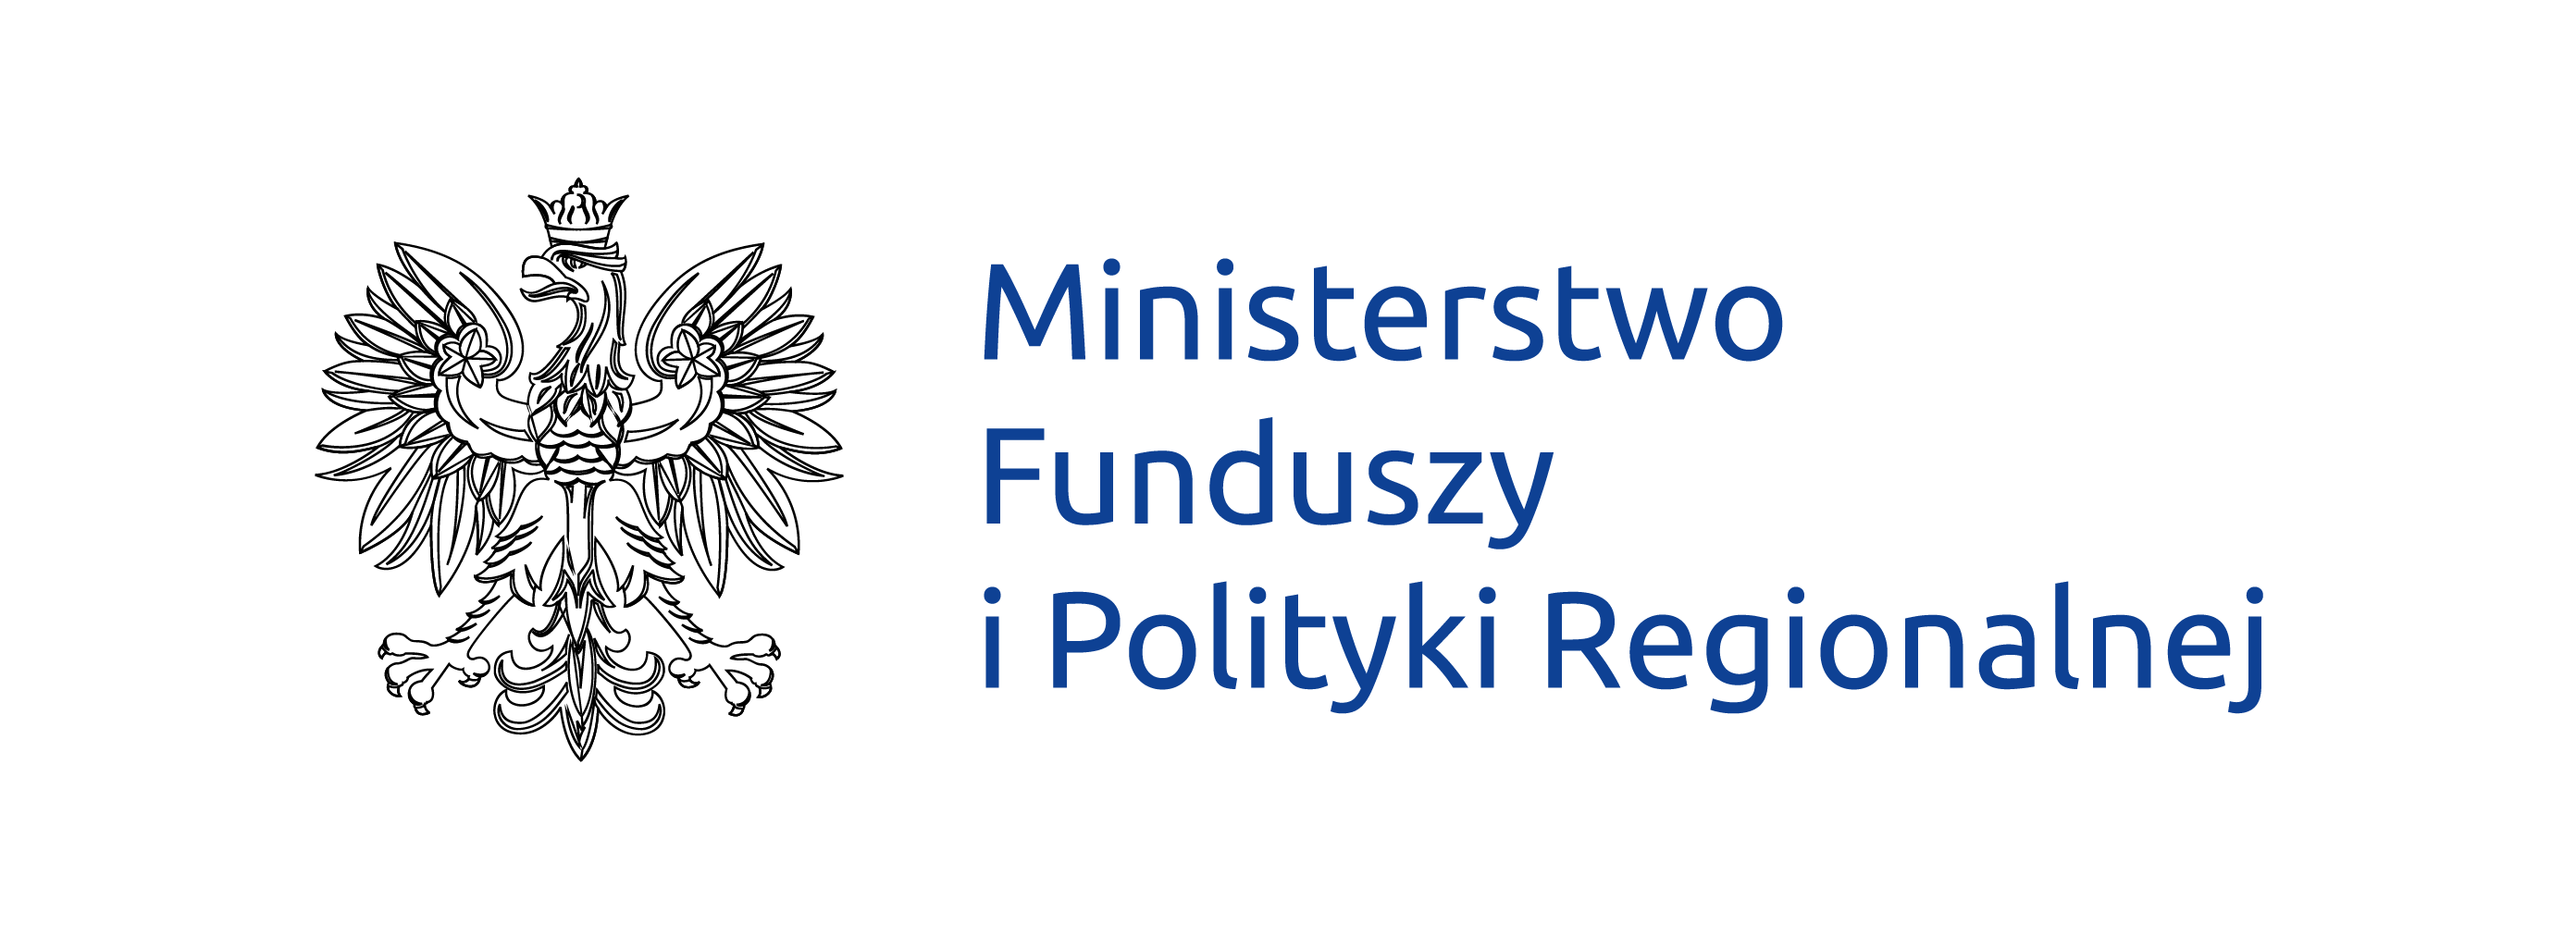 Ministerstwo
Funduszy
i Polityki Regionalnej